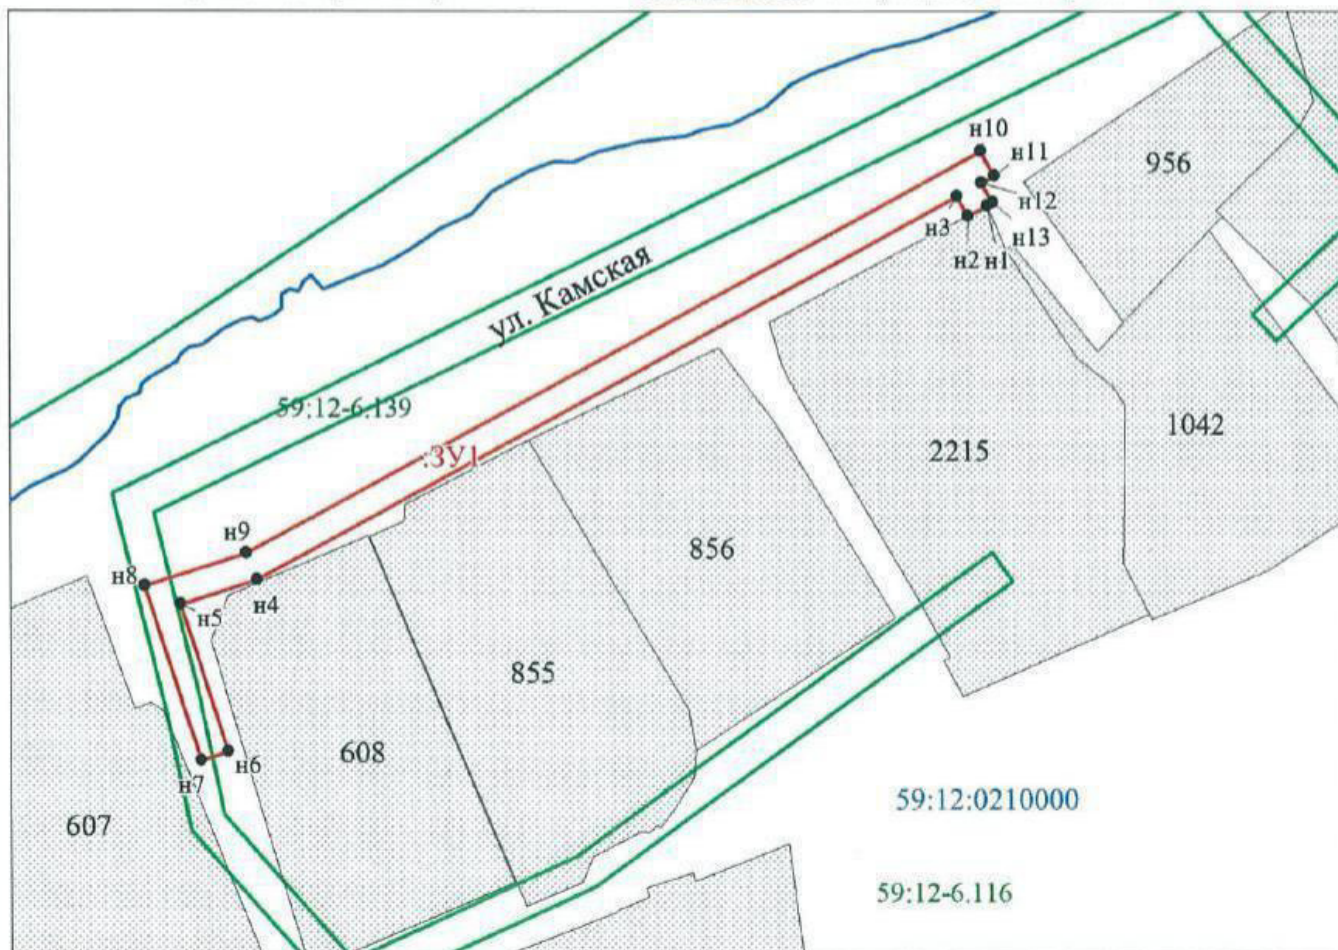 н10
н11
956
н12
н3
н13
н2
н1
ул. Камская
59:12-6.139
1042
2215
:ЗУ1
н9
856
н8
н4
н5
855
608
н6
н7
59:12:0210000
607
59:12-6.116